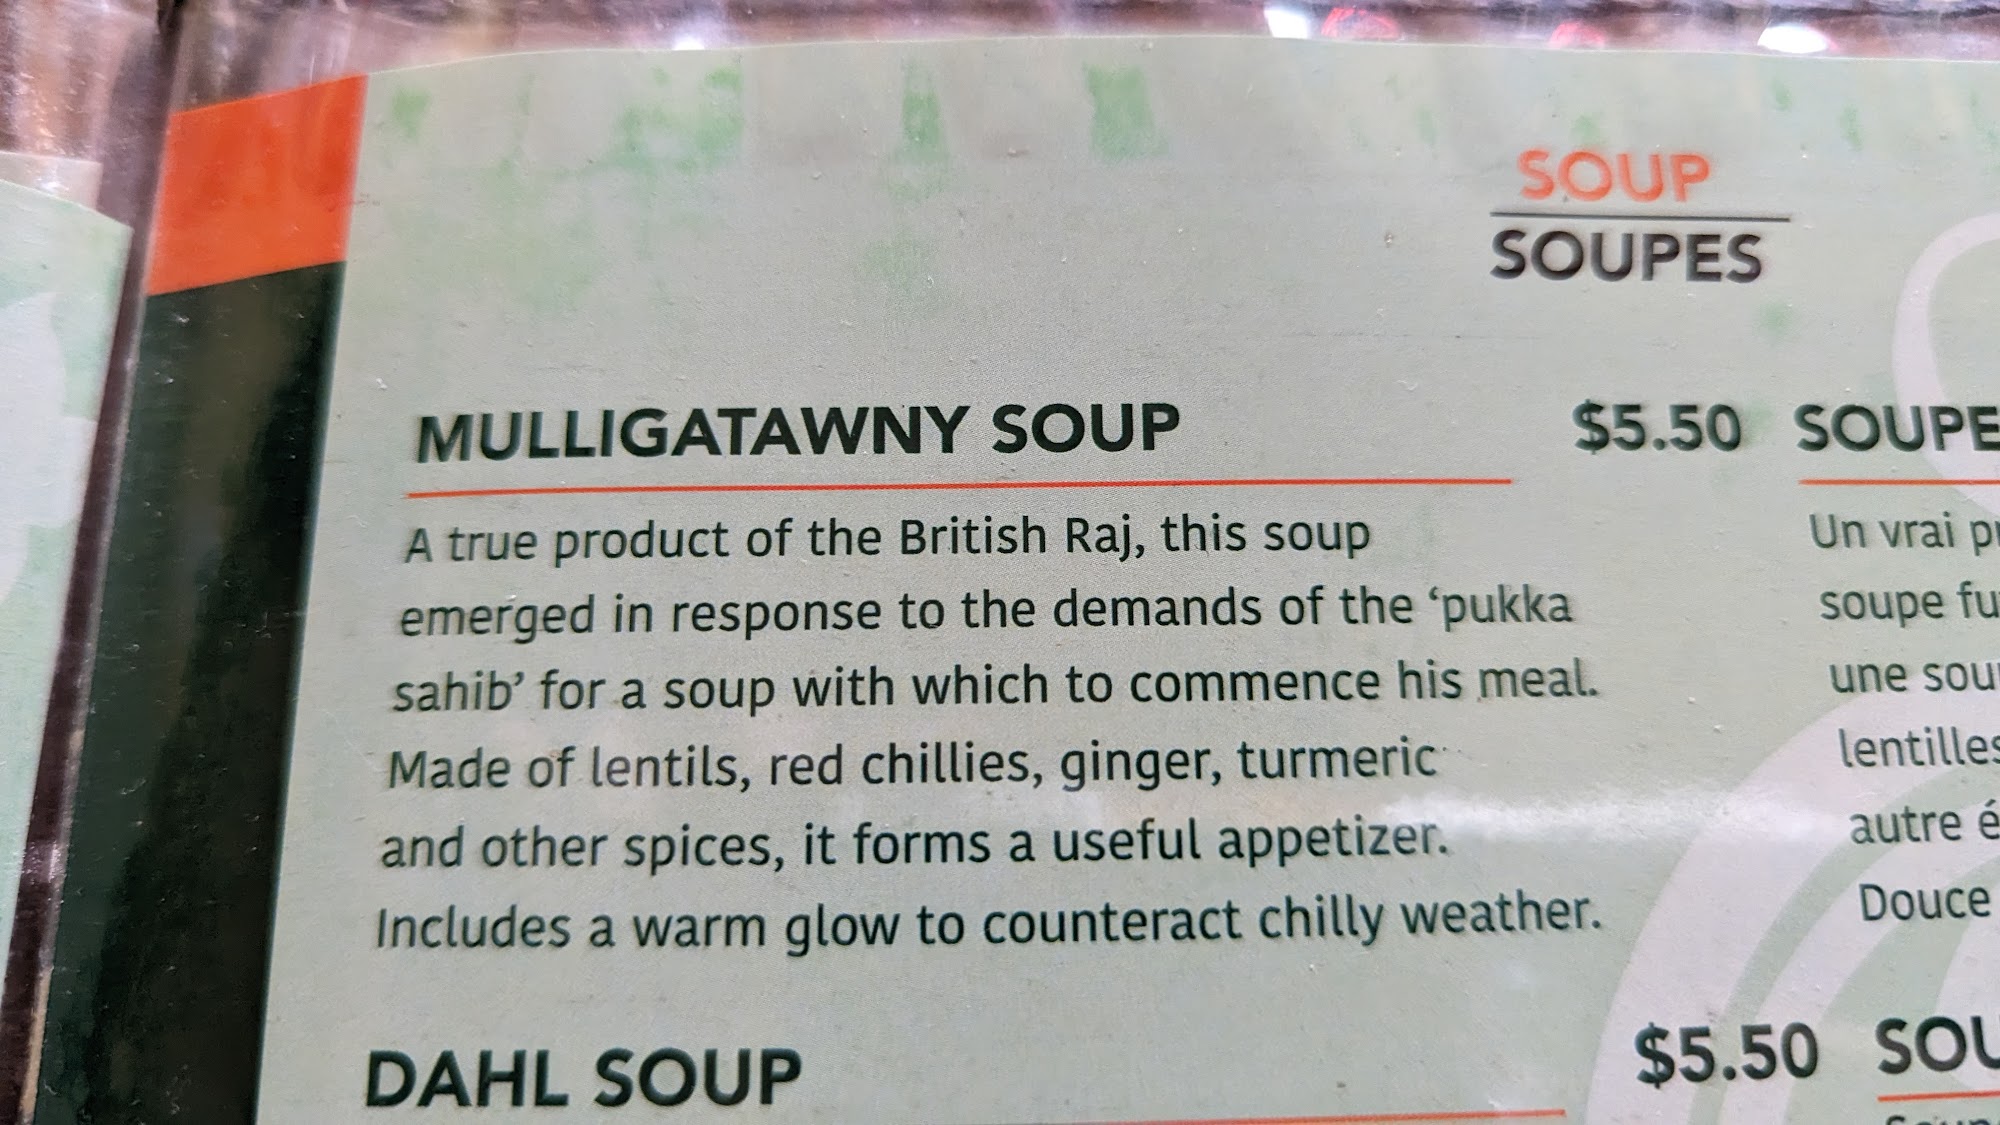 SOUP
SOUPES
MULLIGATAWNY SOUP $5.50
A true product of the British Raj, this soup
emerged in response to the demands of the ‘pukka
sahib’ for a soup with which to commence his meal.
Made of lentils, red chillies, ginger, turmeric
and other spices, it forms a useful appetizer.
Includes a warm glow to counteract chilly weather.
DAHL SOUP $5.50
SOUPE
Un vrai
soupe
une
lentilles
autre
Douce